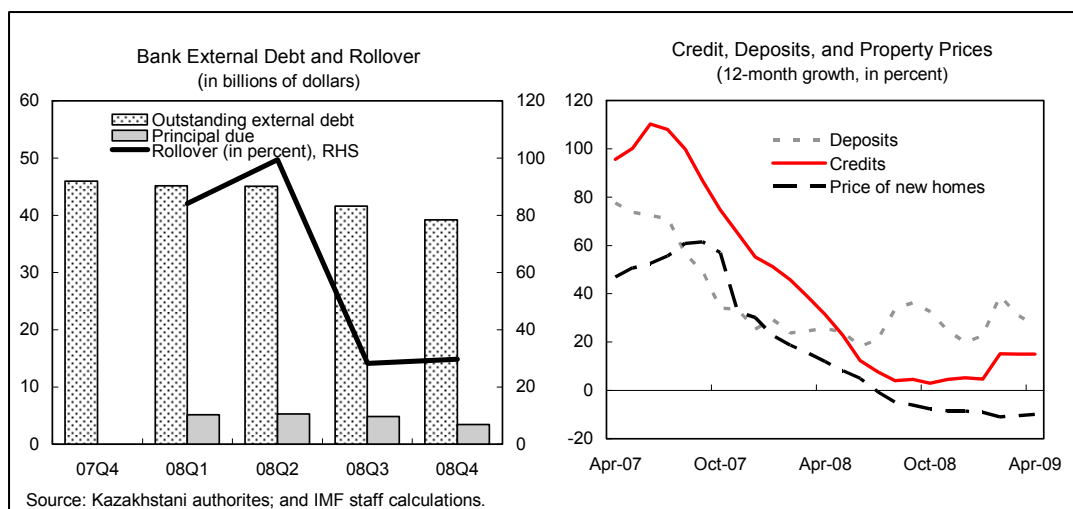 Bank External Debt and Rollover
(in billions of dollars)
60
50
40
30
20
10
0
120
100
80
60
40
20
0
Outstanding external debt
Principal due
Rollover (in percent), RHS
07Q4 08Q1 08Q2 08Q3 08Q4
Credit, Deposits, and Property Prices
(12-month growth, in percent)
120
100
80
60
40
20
0
-20
Deposits
Credits
Price of new homes
Apr-07 Oct-07 Apr-08 Oct-08 Apr-09
Source: Kazakhstani authorites; and IMF staff calculations.